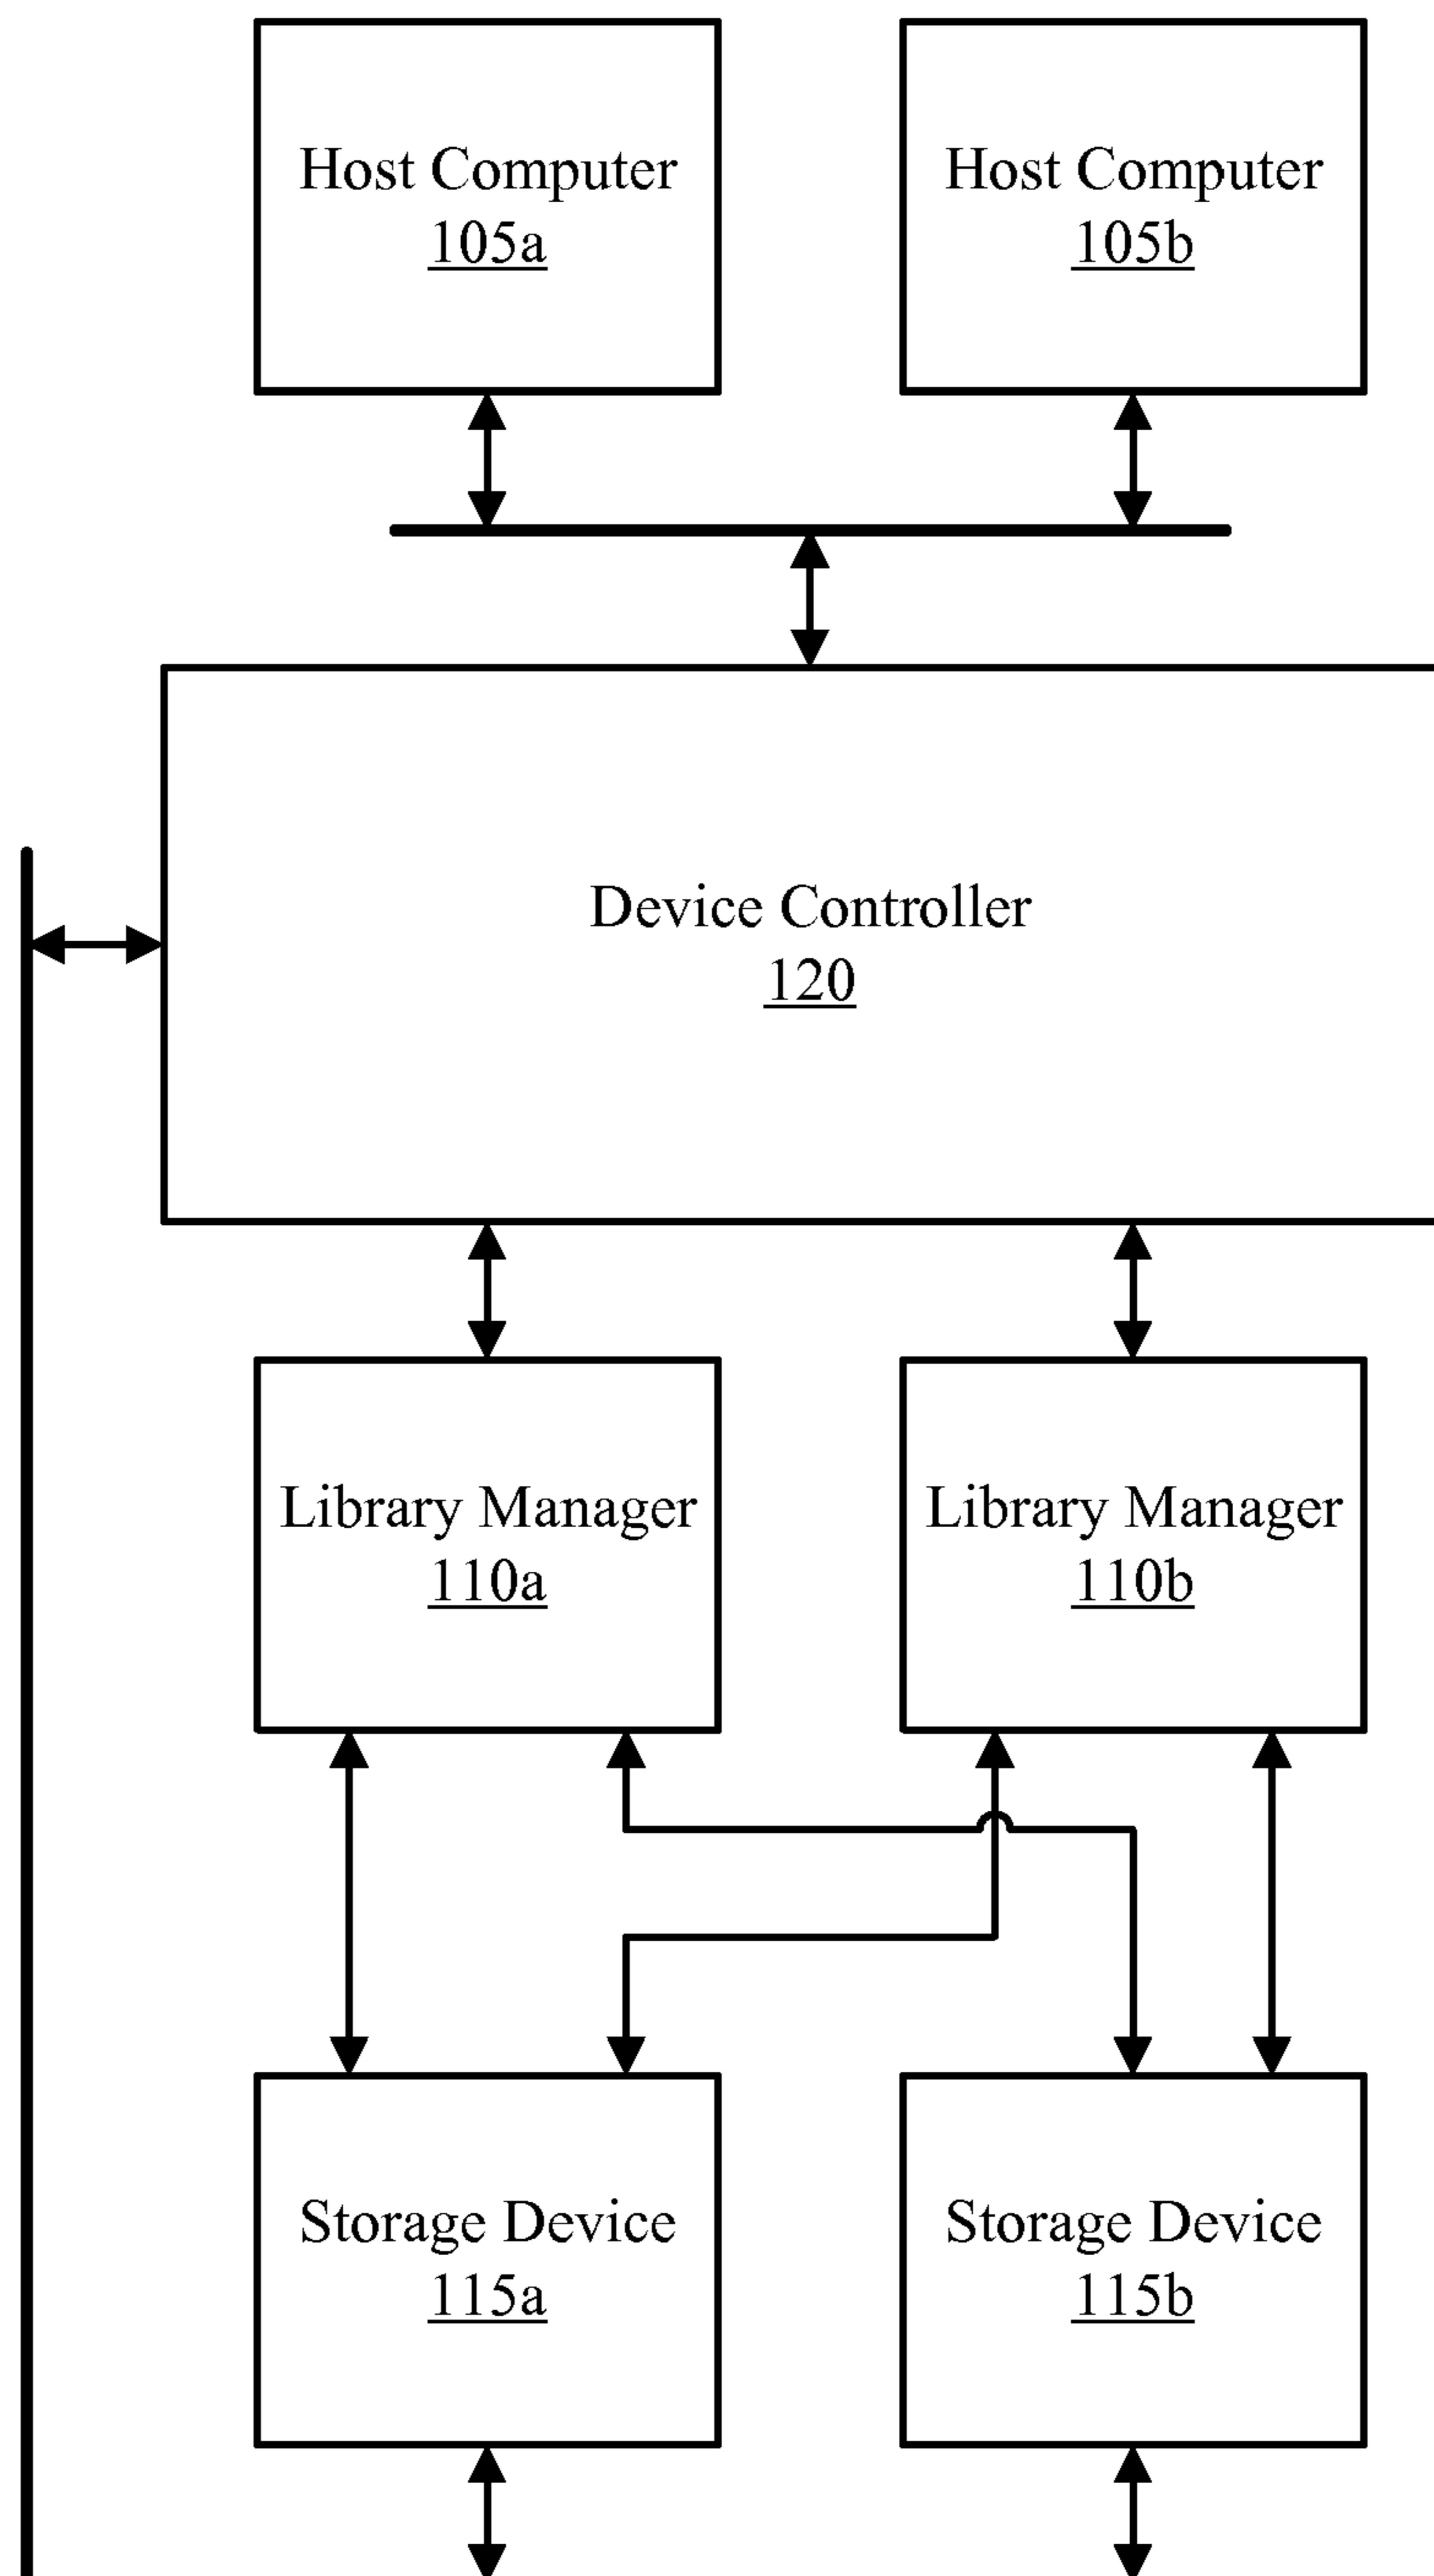 Host Computer
105a
Host Computer
105b
Device Controller
120
Library Manager
110a
Library Manager
110b
Storage Device
115a
Storage Device
115b